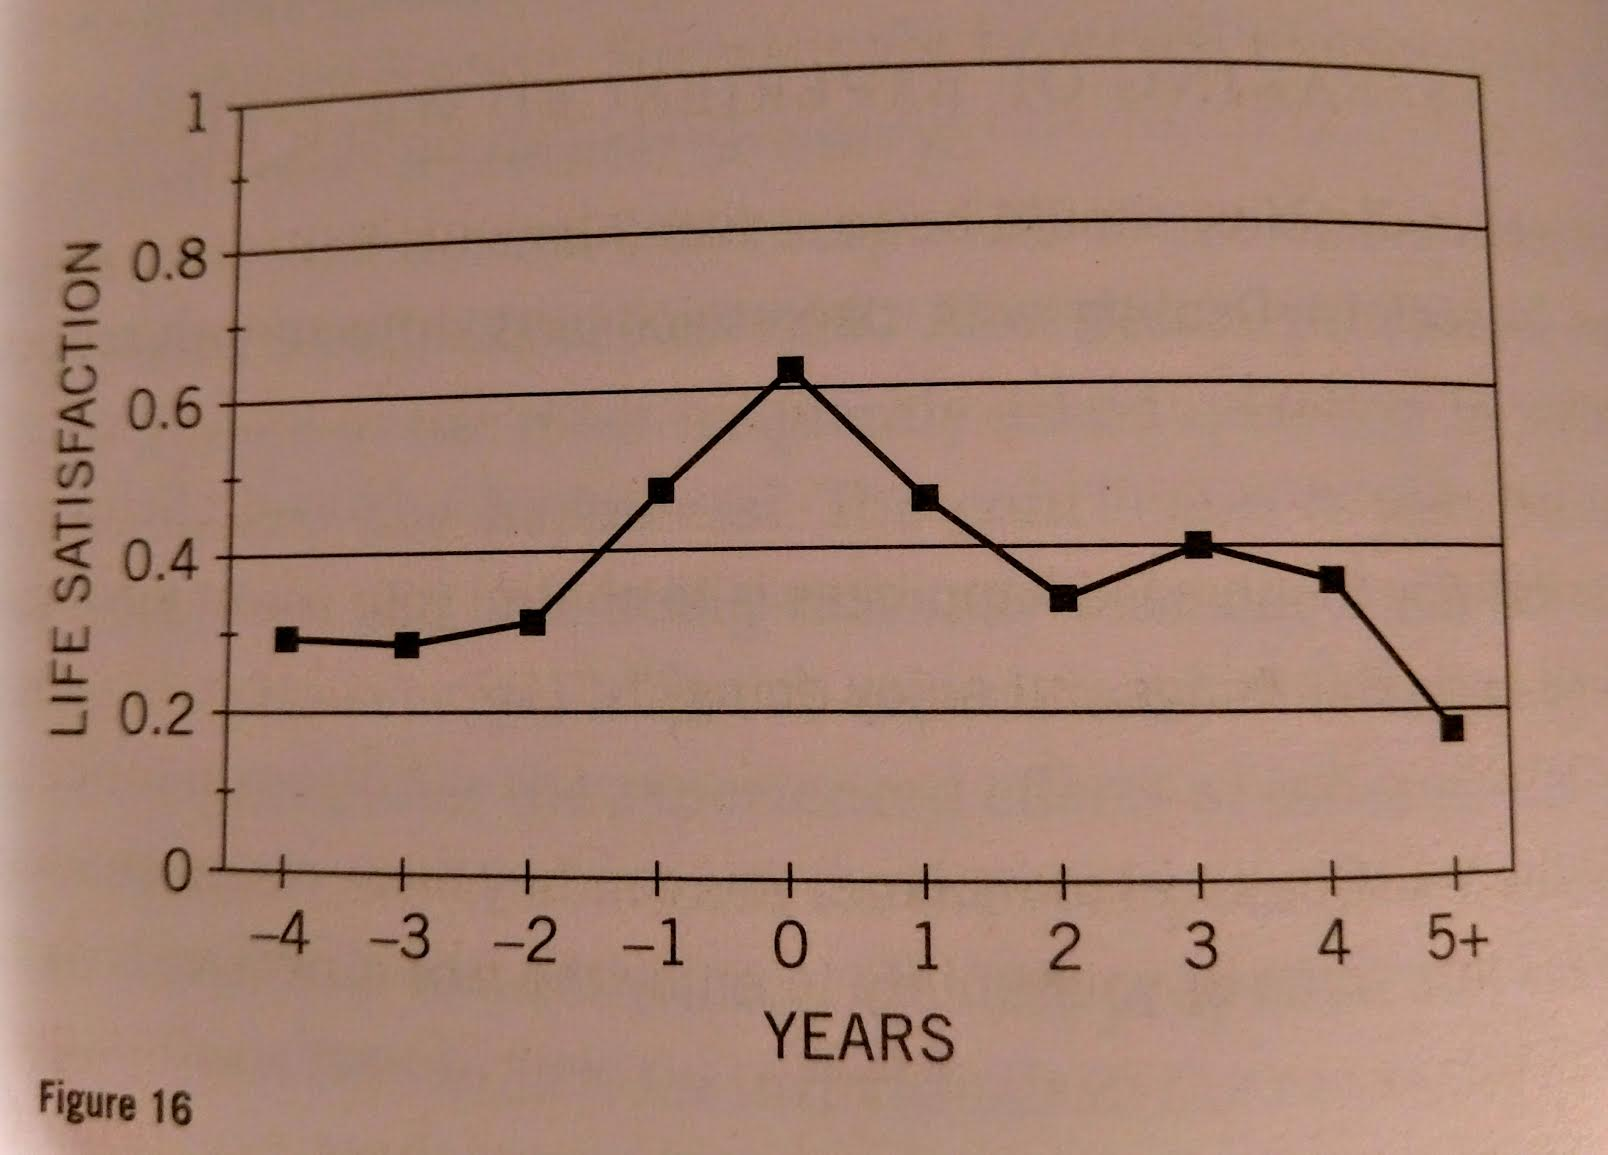 1
0.8
0.6
0.4
0.2
0
LIFE SATISFACTION
–4 –3 –2 –1 0 1 2 3 4 5+
YEARS
Figure 16